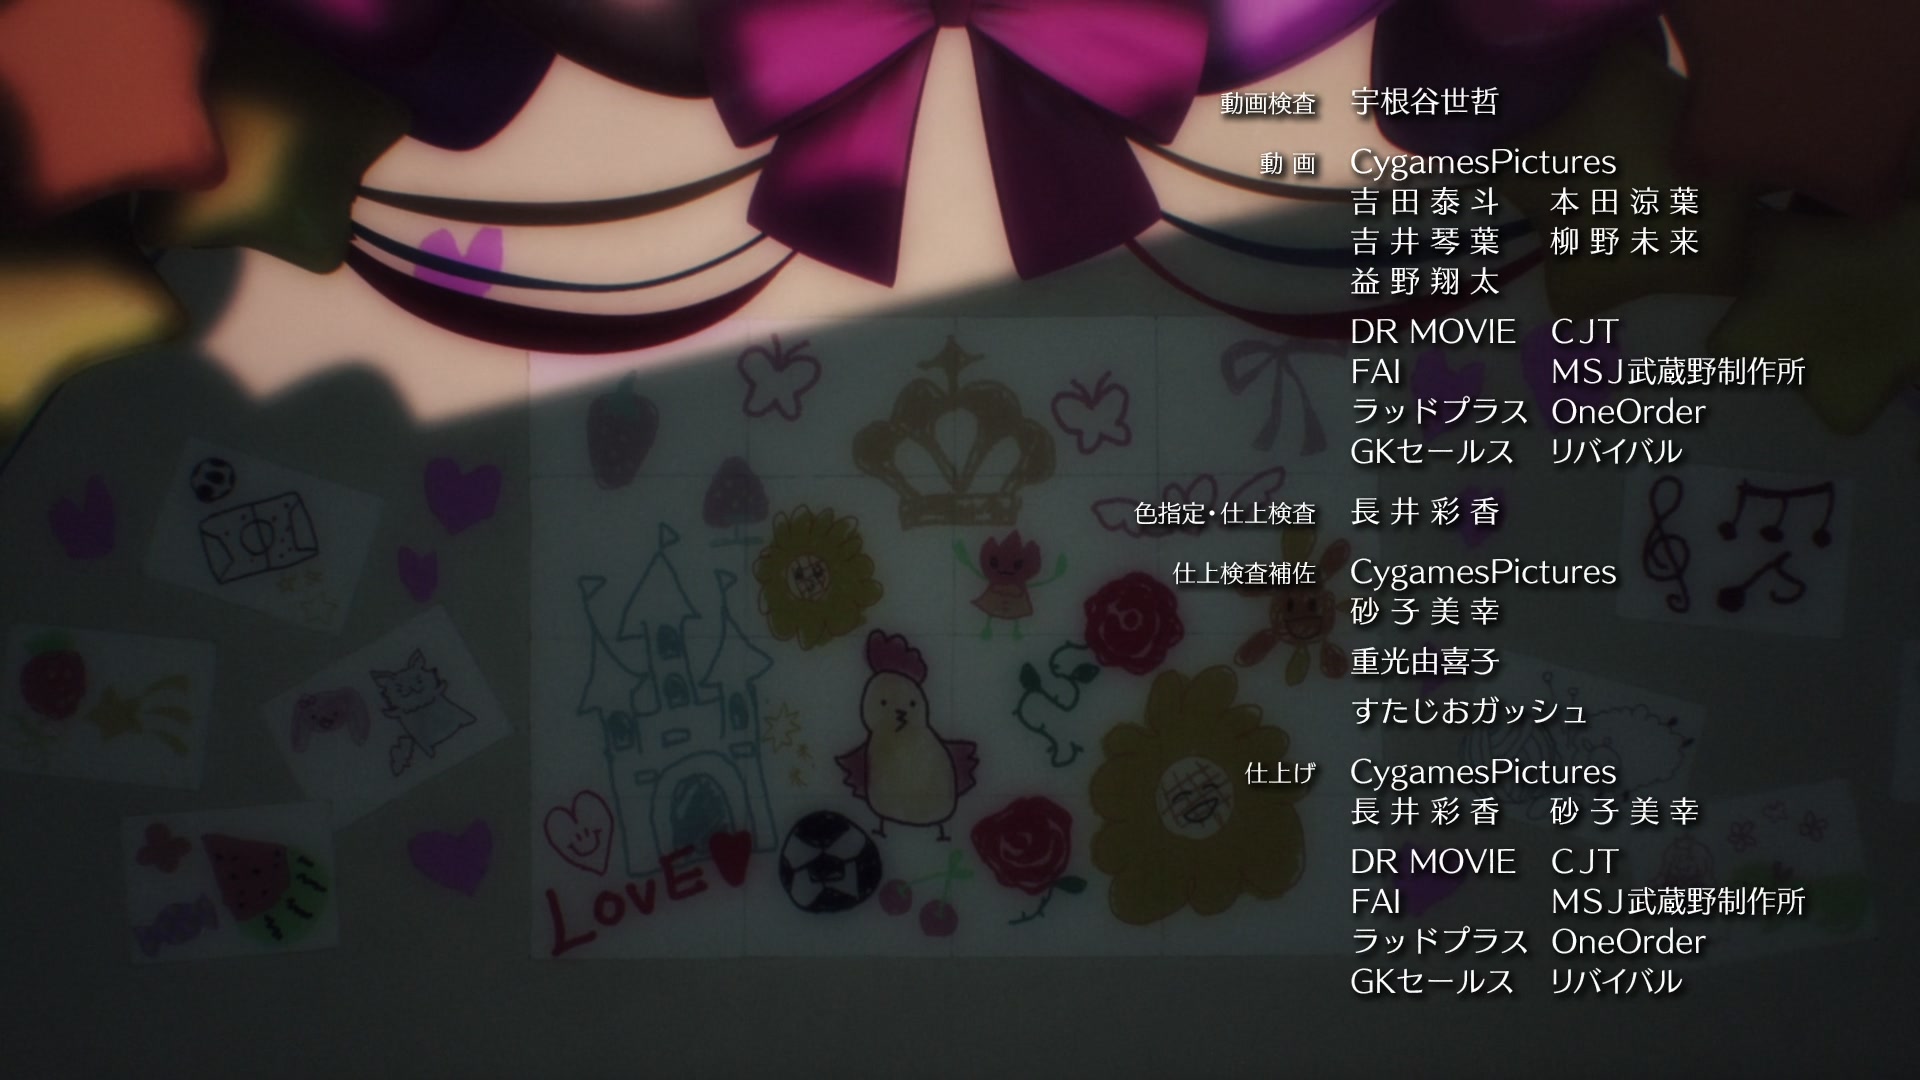 動画検査 宇根谷世哲
動画 CygamesPictures
吉田泰斗 本田涼葉
吉井琴葉 柳野未来
益野翔太
DR MOVIE CJT
FAI MSJ武蔵野制作所
ラッドプラス OneOrder
GKセールス リバイバル
色指定・仕上検査 長井彩香
仕上検査補佐 CygamesPictures
砂子美幸
重光由喜子
すたじおガッシュ
仕上げ CygamesPictures
長井彩香 砂子美幸
DR MOVIE CJT
FAI MSJ武蔵野制作所
ラッドプラス OneOrder
GKセールス リバイバル
LOVE